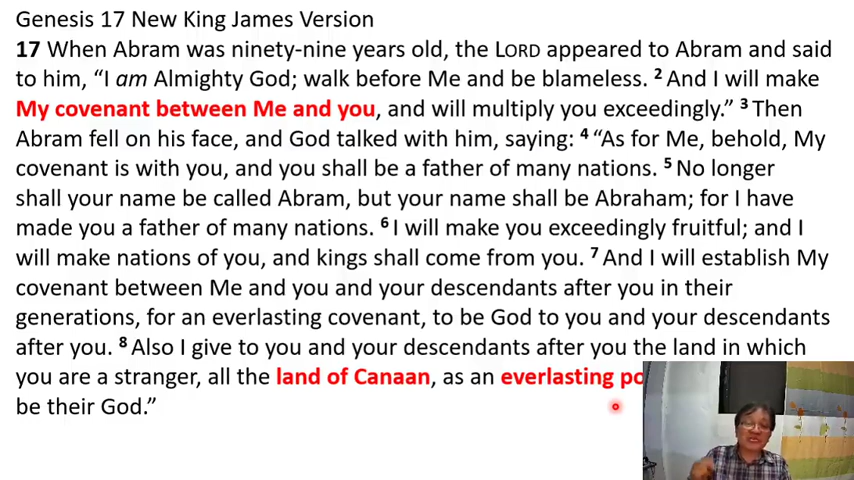 Genesis 17 New King James Version
17 When Abram was ninety-nine years old, the LORD appeared to Abram and said
to him, “I am Almighty God; walk before Me and be blameless. 2 And I will make
My covenant between Me and you, and will multiply you exceedingly.” 3 Then
Abram fell on his face, and God talked with him, saying: 4 “As for Me, behold, My
covenant is with you, and you shall be a father of many nations. 5 No longer
shall your name be called Abram, but your name shall be Abraham; for I have
made you a father of many nations. 6 I will make you exceedingly fruitful; and I
will make nations of you, and kings shall come from you. 7 And I will establish My
covenant between Me and you and your descendants after you in their
generations, for an everlasting covenant, to be God to you and your descendants
after you. 8 Also I give to you and your descendants after you the land in which
you are a stranger, all the land of Canaan, as an everlasting
be their God.”